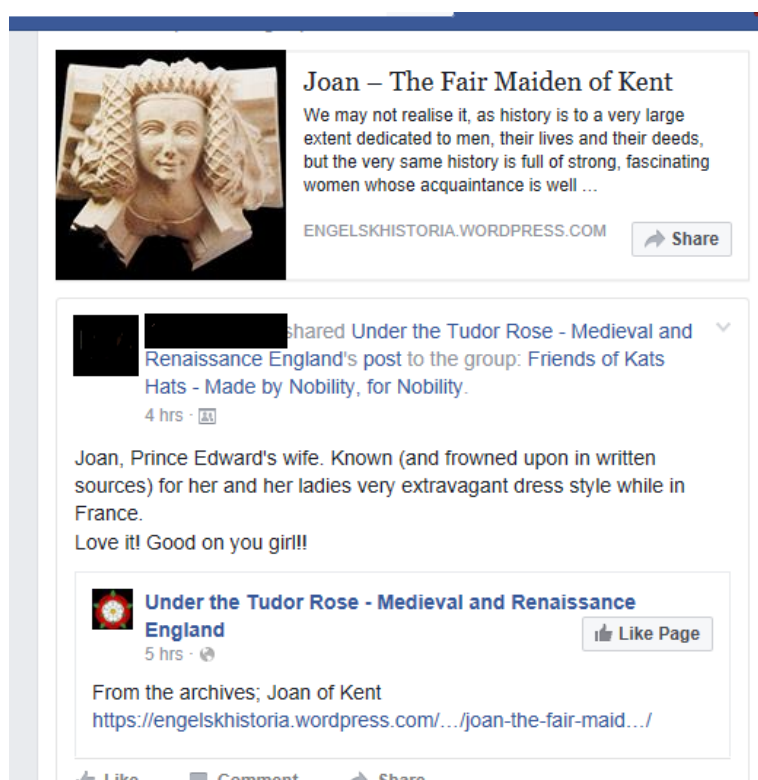 Joan – The Fair Maiden of Kent
We may not realise it, as history is to a very large
extent dedicated to men, their lives and their deeds,
but the very same history is full of strong, fascinating
women whose acquaintance is well ...
ENGELSKHISTORIA.WORDPRESS.COM
Share
shared Under the Tudor Rose - Medieval and
Renaissance England's post to the group: Friends of Kats
Hats - Made by Nobility, for Nobility.
4 hrs ·
Joan, Prince Edward's wife. Known (and frowned upon in written
sources) for her and her ladies very extravagant dress style while in
France.
Love it! Good on you girl!!
Under the Tudor Rose - Medieval and Renaissance
England
Like Page
5 hrs ·
From the archives; Joan of Kent
https://engelskhistoria.wordpress.com/…/joan-the-fair-maid…/
Like Comment Share